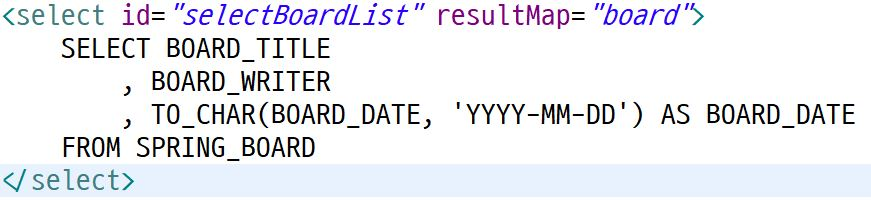 <select id="selectBoardList" resultMap="board">
SELECT BOARD_TITLE
, BOARD_WRITER
, TO_CHAR(BOARD_DATE, 'YYYY-MM-DD') AS BOARD_DATE
FROM SPRING_BOARD
</select>